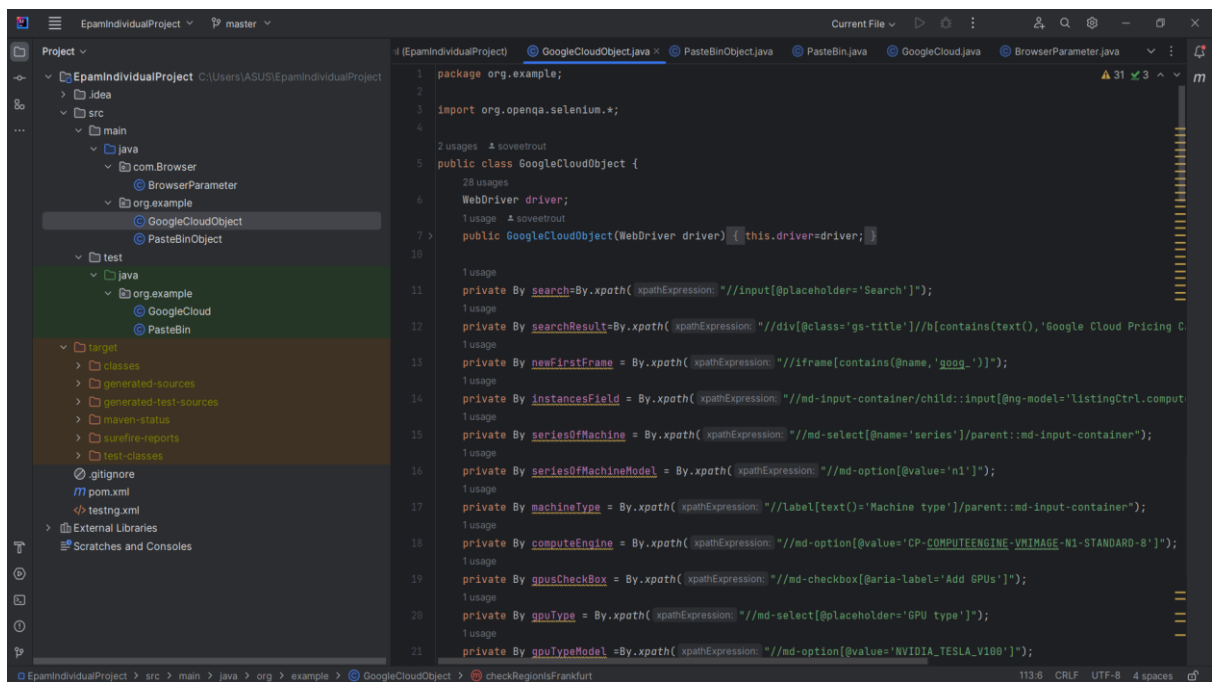 EpamIndividualProject master Current File
Project
EpamIndividualProject C:\Users\ASUS\EpamIndividualProject
.idea
src
main
java
com.Browser
BrowserParameter
org.example
GoogleCloudObject
PasteBinObject
test
java
org.example
GoogleCloud
PasteBin
target
classes
generated-sources
generated-test-sources
maven-status
surefire-reports
test-classes
.gitignore
m pom.xml
</> testng.xml
External Libraries
Scratches and Consoles
(EpamIndividualProject) GoogleCloudObject.java PasteBinObject.java PasteBin.java GoogleCloud.java BrowserParameter.java
31 3
m
1 package org.example;
2
3 import org.openqa.selenium.*;
4
2 usages soveetrout
5 public class GoogleCloudObject {
28 usages
6 WebDriver driver;
1 usage soveetrout
7 public GoogleCloudObject(WebDriver driver) { this.driver=driver; }
10
1 usage
11 private By search=By.xpath( xpathExpression: "//input[@placeholder='Search']");
1 usage
12 private By searchResult=By.xpath( xpathExpression: "//div[@class='gs-title']//b[contains(text(),'Google Cloud Pricing C
1 usage
13 private By newFirstFrame = By.xpath( xpathExpression: "//iframe[contains(@name,'goog_')]");
1 usage
14 private By instancesField = By.xpath( xpathExpression: "//md-input-container/child::input[@ng-model='listingCtrl.comput
1 usage
15 private By seriesOfMachine = By.xpath( xpathExpression: "//md-select[@name='series']/parent::md-input-container");
1 usage
16 private By seriesOfMachineModel = By.xpath( xpathExpression: "//md-option[@value='n1']");
1 usage
17 private By machineType = By.xpath( xpathExpression: "//label[text()='Machine type']/parent::md-input-container");
1 usage
18 private By computeEngine = By.xpath( xpathExpression: "//md-option[@value='CP-COMPUTEENGINE-VMIMAGE-N1-STANDARD-8']");
1 usage
19 private By gpusCheckBox = By.xpath( xpathExpression: "//md-checkbox[@aria-label='Add GPUs']");
1 usage
20 private By gpuType = By.xpath( xpathExpression: "//md-select[@placeholder='GPU type']");
1 usage
21 private By gpuTypeModel =By.xpath( xpathExpression: "//md-option[@value='NVIDIA_TESLA_V100']");
EpamIndividualProject > src > main > java > org > example > GoogleCloudObject > m checkRegionIsFrankfurt 113:6 CRLF UTF-8 4 spaces